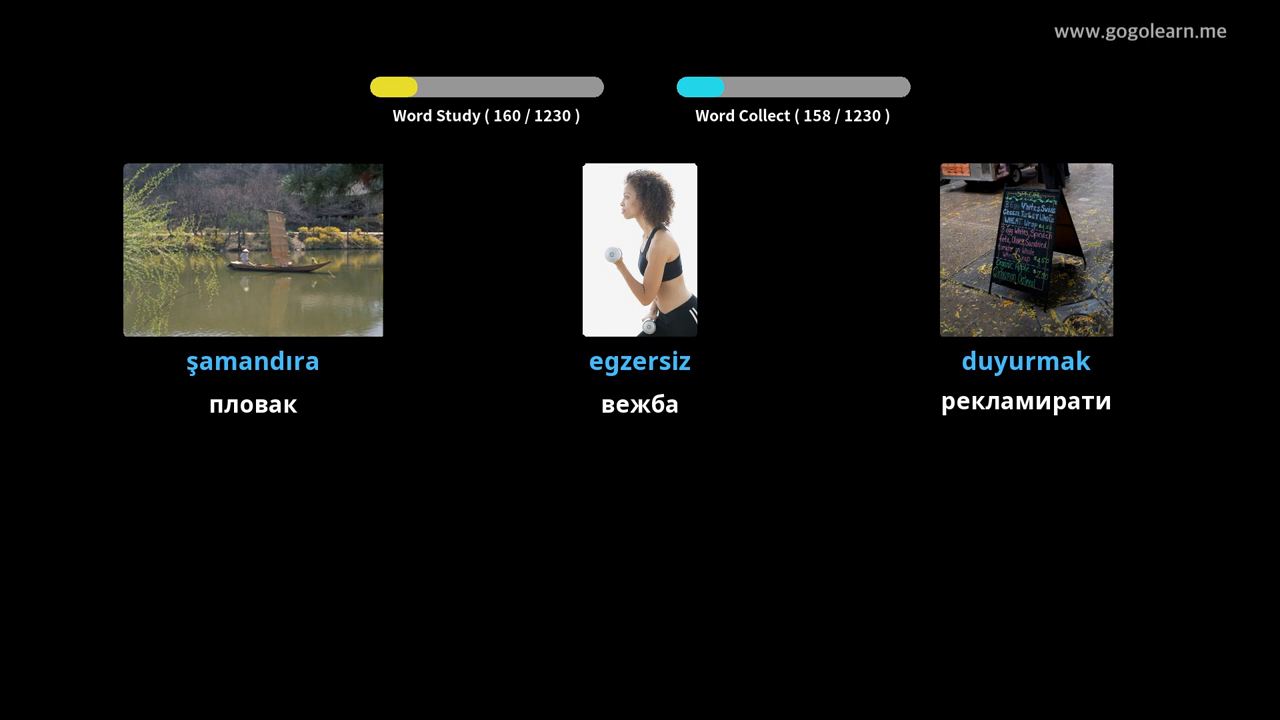 www.gogolearn.me
Word Study ( 160 / 1230 )
Word Collect ( 158 / 1230 )
şamandıra
egzersiz
duyurmak
пловак
вежба
рекламирати